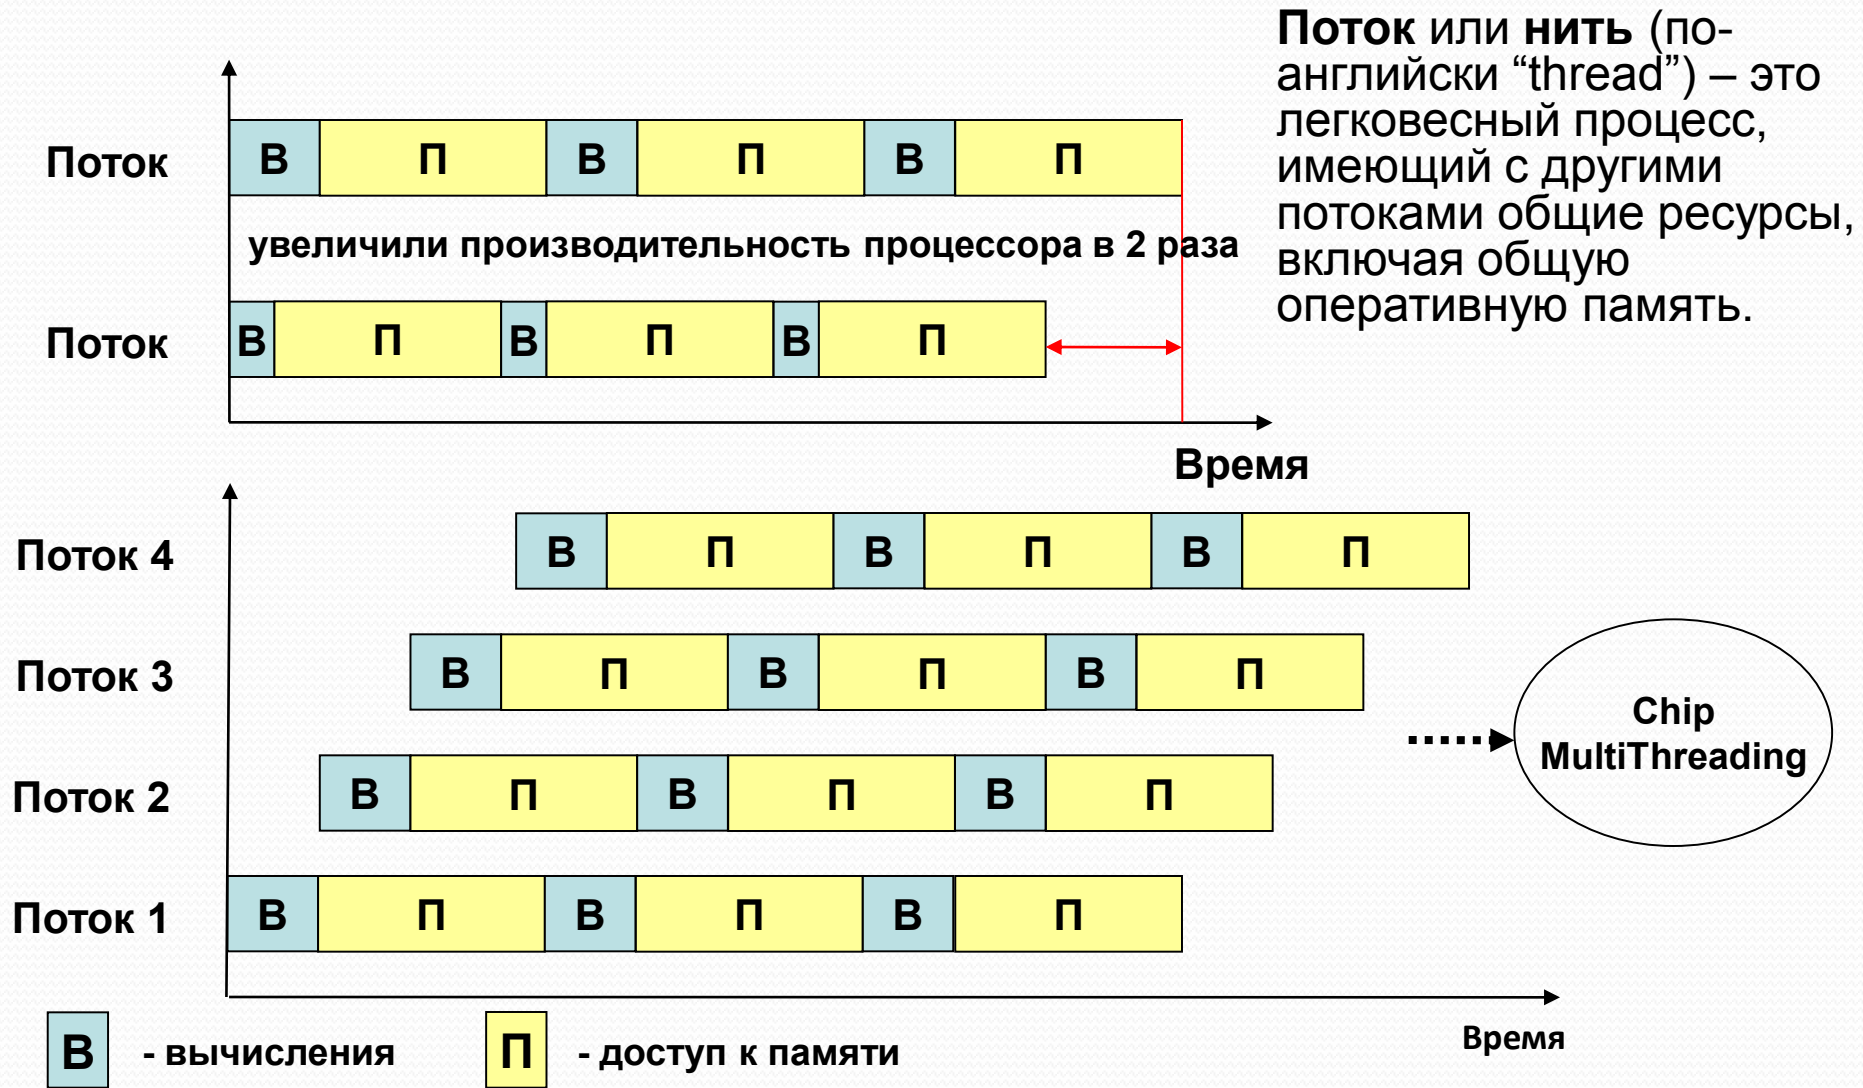 Поток или нить (по-
английски “thread”) – это
легковесный процесс,
имеющий с другими
потоками общие ресурсы,
включая общую
оперативную память.
Поток В П В П В П
увеличили производительность процессора в 2 раза
Поток В П В П В П
Время
Поток 4 В П В П В П
Поток 3 В П В П В П
Chip
MultiThreading
Поток 2 В П В П В П
Поток 1 В П В П В П
Время
В - вычисления П - доступ к памяти